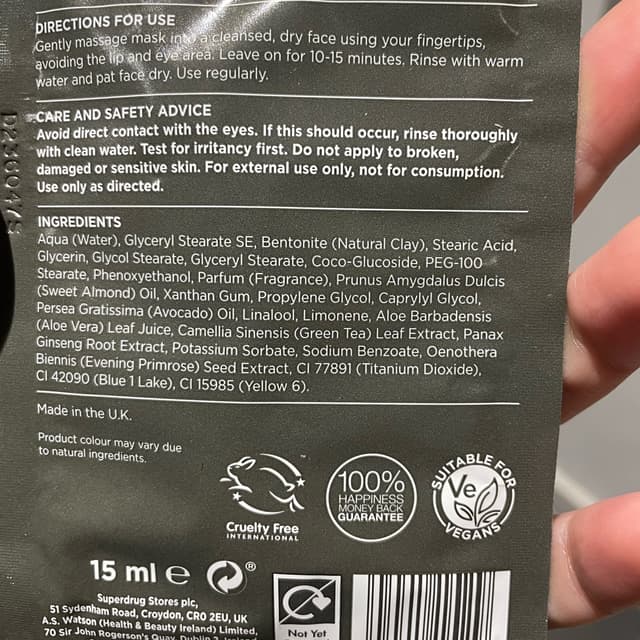 DIRECTIONS FOR USE
Gently massage mask into a cleansed, dry face using your fingertips,
avoiding the lip and eye area. Leave on for 10-15 minutes. Rinse with warm
water and pat face dry. Use regularly.
CARE AND SAFETY ADVICE
Avoid direct contact with the eyes. If this should occur, rinse thoroughly
with clean water. Test for irritancy first. Do not apply to broken,
damaged or sensitive skin. For external use only, not for consumption.
Use only as directed.
INGREDIENTS
Aqua (Water), Glyceryl Stearate SE, Bentonite (Natural Clay), Stearic Acid,
Glycerin, Glycol Stearate, Glyceryl Stearate, Coco-Glucoside, PEG-100
Stearate, Phenoxyethanol, Parfum (Fragrance), Prunus Amygdalus Dulcis
(Sweet Almond) Oil, Xanthan Gum, Propylene Glycol, Caprylyl Glycol,
Persea Gratissima (Avocado) Oil, Linalool, Limonene, Aloe Barbadensis
(Aloe Vera) Leaf Juice, Camellia Sinensis (Green Tea) Leaf Extract, Panax
Ginseng Root Extract, Potassium Sorbate, Sodium Benzoate, Oenothera
Biennis (Evening Primrose) Seed Extract, CI 77891 (Titanium Dioxide),
CI 42090 (Blue 1 Lake), CI 15985 (Yellow 6).
Made in the U.K.
Product colour may vary due
to natural ingredients.
Cruelty Free
INTERNATIONAL
100%
HAPPINESS
MONEY BACK
GUARANTEE
SUITABLE FOR
Ve
VEGANS
15 ml e
®
Superdrug Stores plc,
51 Sydenham Road, Croydon, CR0 2EU, UK
A.S. Watson (Health & Beauty Ireland) Limited,
70 Sir John Rogerson's Quay, Dublin 2, Ireland
Not Yet